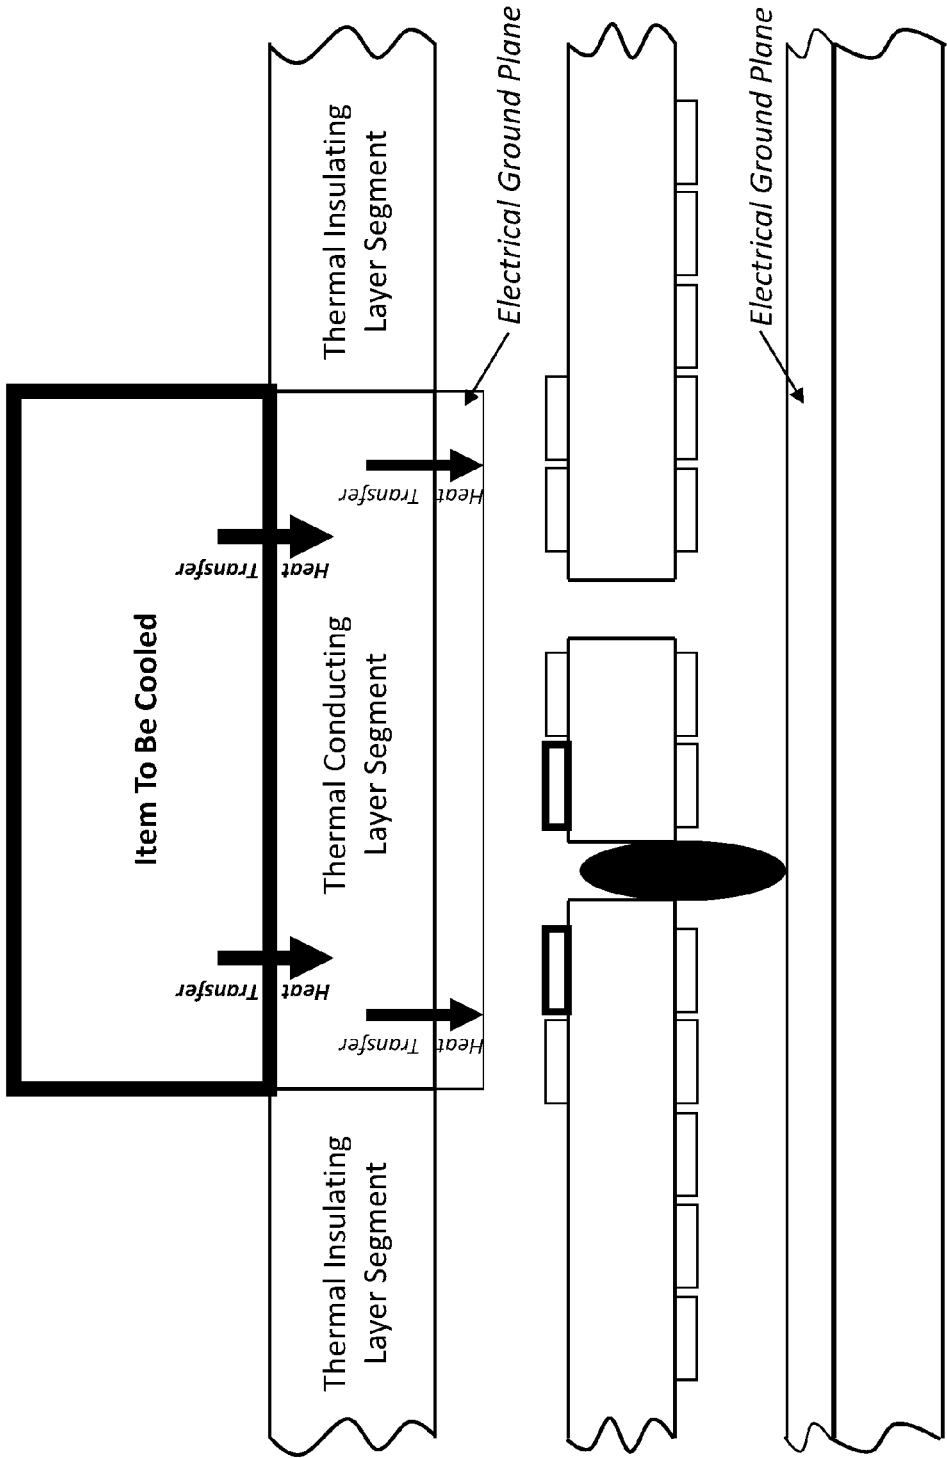 Item To Be Cooled
Heat Transfer
Heat Transfer
Thermal Insulating
Layer Segment
Thermal Conducting
Layer Segment
Thermal Insulating
Layer Segment
Heat Transfer
Heat Transfer
Electrical Ground Plane
Electrical Ground Plane